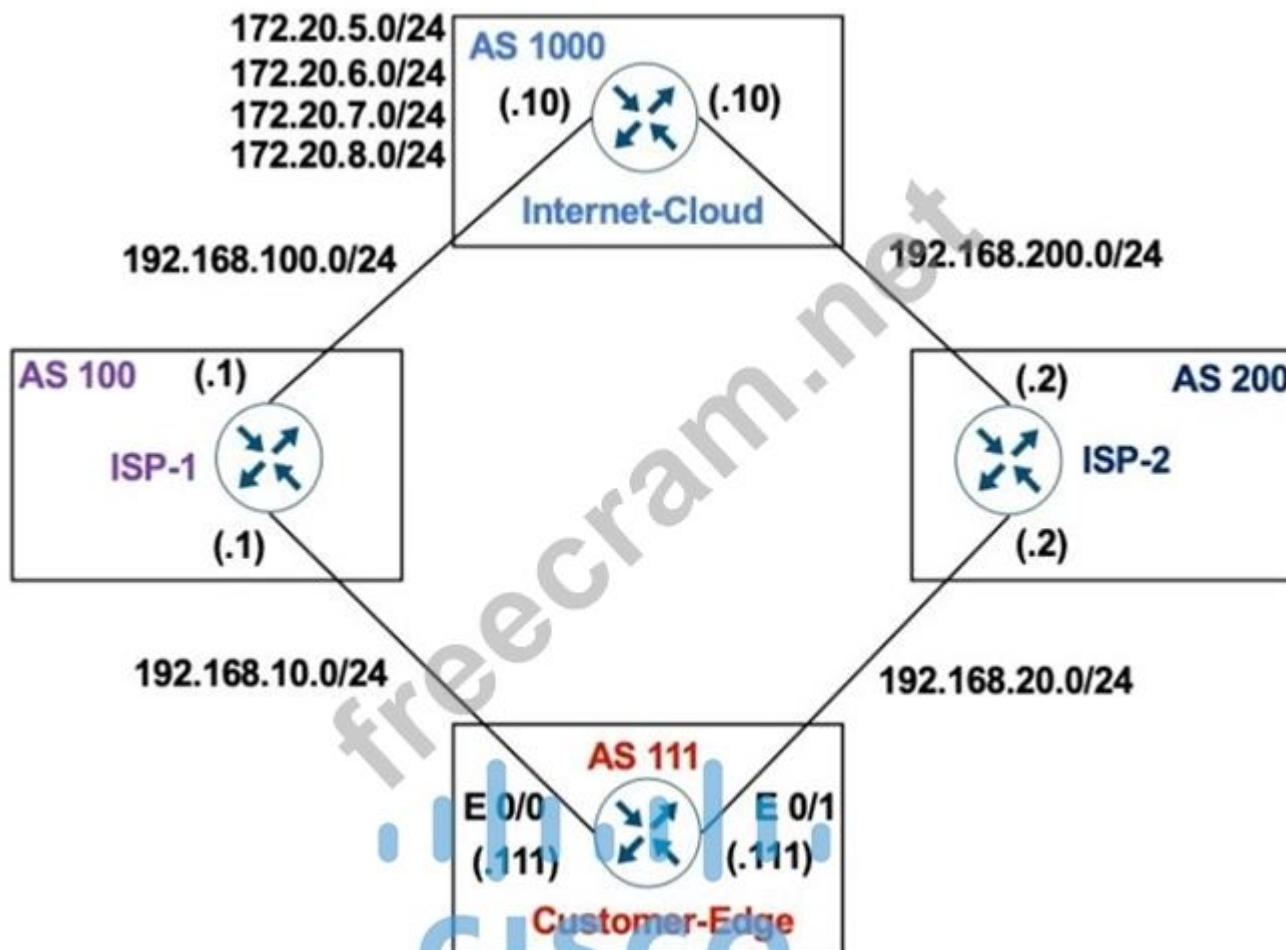 172.20.5.0/24
172.20.6.0/24
172.20.7.0/24
172.20.8.0/24
AS 1000
(.10) (.10)
Internet-Cloud
192.168.100.0/24
192.168.200.0/24
AS 100 (.1)
ISP-1
(.1)
(.2) AS 200
ISP-2
(.2)
192.168.10.0/24
192.168.20.0/24
AS 111
E 0/0 E 0/1
(.111) (.111)
Customer-Edge
freecram.net
CISCO